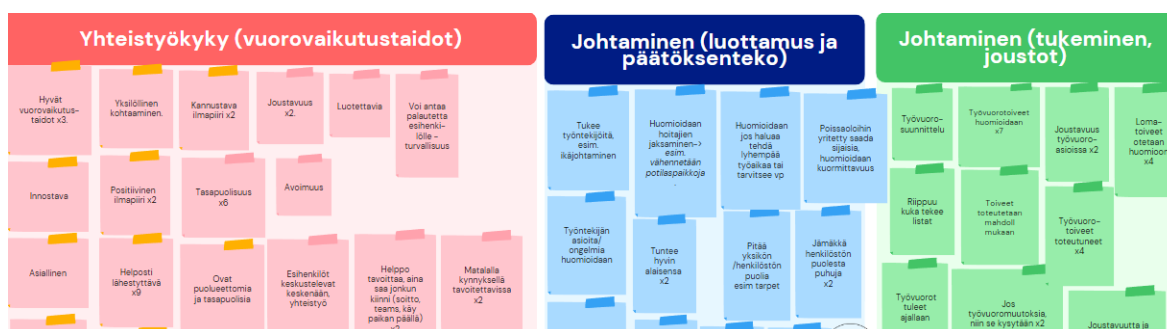 Yhteistyökyky (vuorovaikutustaidot)
Hyvät
vuorovaikutus-
taidot x3.
Yksilöllinen
kohtaaminen.
Kannustava
ilmapiiri x2
Joustavuus
x2.
Luotettavia
Voi antaa
palautetta
esihenki-
lölle -
turvallisuus
Innostava
Positiivinen
ilmapiiri x2
Tasapuolisuus
x6
Avoimuus
Asiallinen
Helposti
lähestyttävä
x9
Ovat
puolueettomia
ja tasapuolisia
Esihenkilöt
keskustelevat
keskenään,
yhteistyö
Helppo
tavoittaa, aina
saa jonkun
kiinni (soitto,
teams, käy
paikan päällä)
Matalalla
kynnyksellä
tavoitettavissa
x2
Johtaminen (luottamus ja
päätöksenteko)
Tukee
työntekijöitä,
esim.
ikäjohtaminen
Huomioidaan
hoitajien
jaksaminen->
esim.
vähennetään
potilaspaikkoja
.
Huomioidaan
jos haluaa
tehdä
lyhempää
työaikaa tai
tarvitsee vp
Poissaoloihin
yritetty saada
sijaisia,
huomioidaan
kuormittavuus
Työntekijän
asioita/
ongelmia
huomioidaan
Tuntee
hyvin
alaisensa
x2
Pitää
yksikön
/henkilöstön
puolia
esim tarpet
Jämäkkä
henkilöstön
puolesta
puhuja
x2
Johtaminen (tukeminen,
joustot)
Työvuoro-
suunnittelu
Työvuorotoiveet
huomioidaan
x7
Joustavuus
työvuoro-
asioissa x2
Loma-
toiveet
otetaan
huomioon
x4
Riippuu
kuka tekee
listat
Toiveet
toteutetaan
mahdoll
mukaan
Työvuoro-
toiveet
toteutuneet
x4
Työvuorot
tuleet
ajallaan
Jos
työvuoromuutoksia,
niin se kysytään x2
Joustavuutta ja